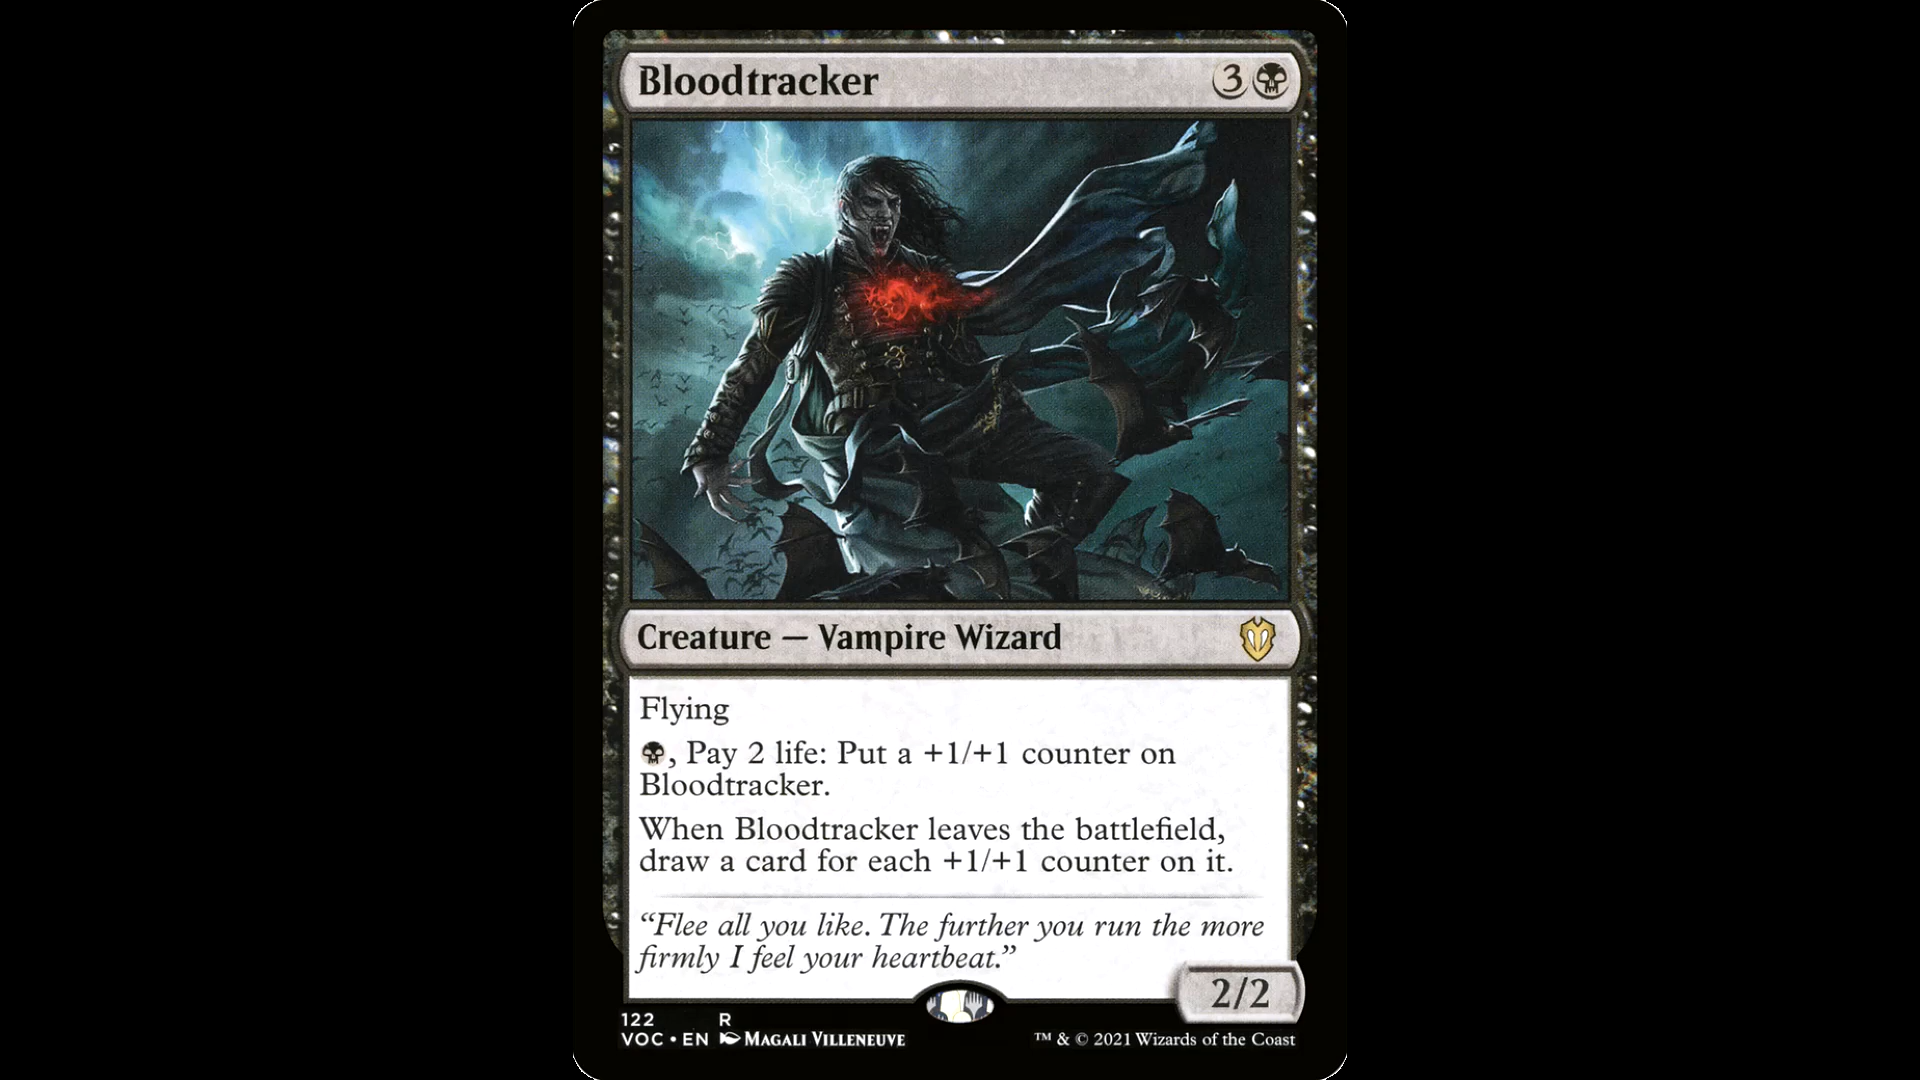 Bloodtracker 3
Creature — Vampire Wizard
Flying
, Pay 2 life: Put a +1/+1 counter on
Bloodtracker.
When Bloodtracker leaves the battlefield,
draw a card for each +1/+1 counter on it.
“Flee all you like. The further you run the more
firmly I feel your heartbeat.”
2/2
122 R
VOC • EN MAGALI VILLENEUVE
™ & © 2021 Wizards of the Coast